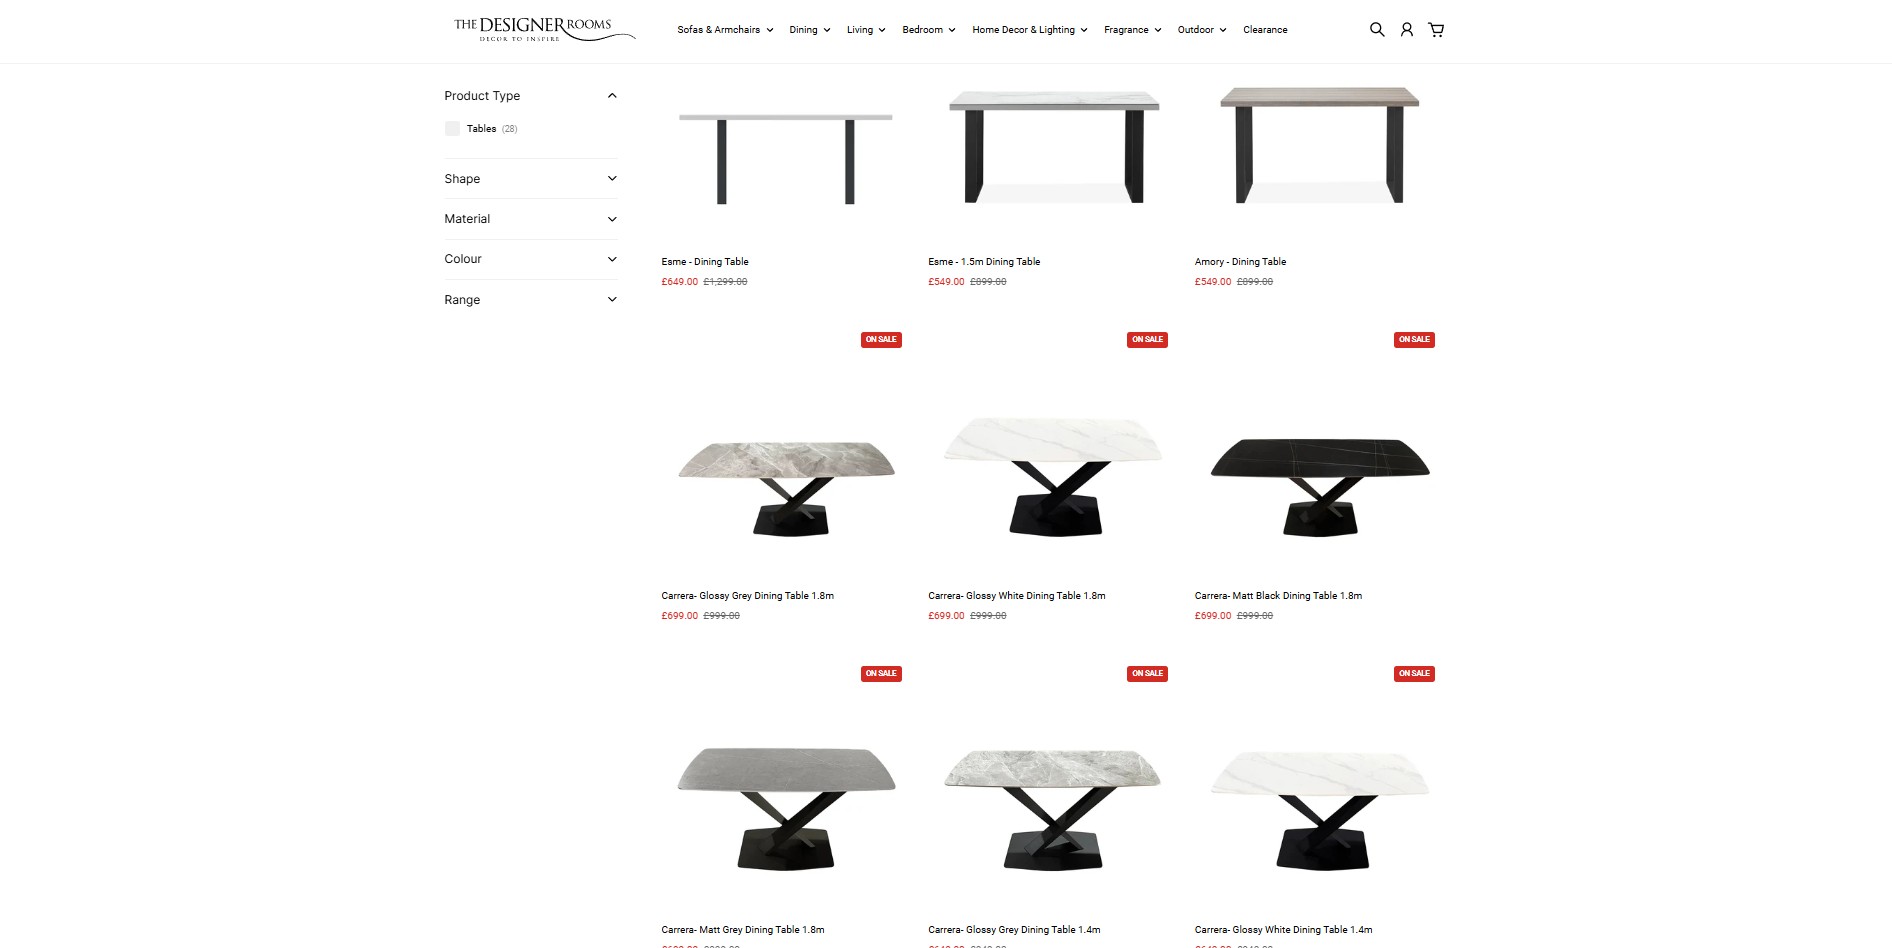 THE DESIGNER ROOMS
DECOR TO INSPIRE
Sofas & Armchairs
Dining
Living
Bedroom
Home Decor & Lighting
Fragrance
Outdoor
Clearance
Product Type
Tables (28)
Shape
Material
Colour
Range
Esme - Dining Table
£649.00 £1,299.00
Esme - 1.5m Dining Table
£549.00 £899.00
Amory - Dining Table
£549.00 £899.00
ON SALE
ON SALE
ON SALE
Carrera- Glossy Grey Dining Table 1.8m
£699.00 £999.00
Carrera- Glossy White Dining Table 1.8m
£699.00 £999.00
Carrera- Matt Black Dining Table 1.8m
£699.00 £999.00
ON SALE
ON SALE
ON SALE
Carrera- Matt Grey Dining Table 1.8m
Carrera- Glossy Grey Dining Table 1.4m
Carrera- Glossy White Dining Table 1.4m